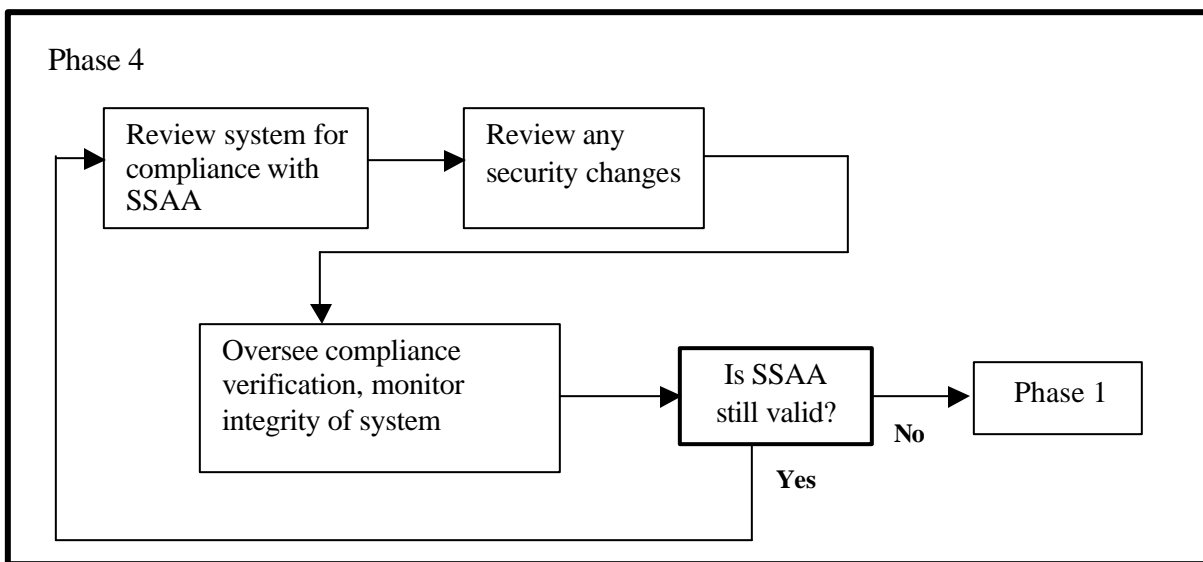 Phase 4
Review system for
compliance with
SSAA
Review any
security changes
Oversee compliance
verification, monitor
integrity of system
Is SSAA
still valid?
Phase 1
No
Yes